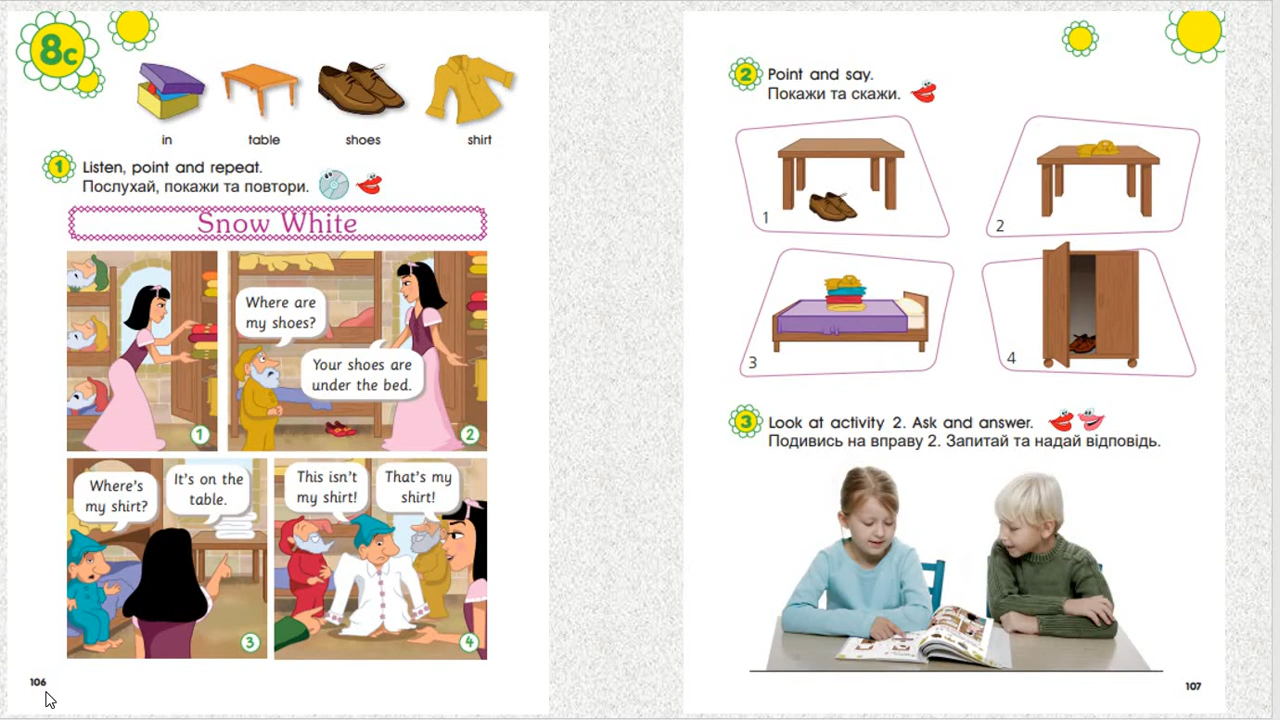 8c
in
table
shoes
shirt
1
Listen, point and repeat.
Послухай, покажи та повтори.
Snow White
1
Where are
my shoes?
Your shoes are
under the bed.
2
Where's
my shirt?
It's on the
table.
3
This isn't
my shirt!
That's my
shirt!
4
106
2
Point and say.
Покажи та скажи.
1
2
3
4
3
Look at activity 2. Ask and answer.
Подивись на вправу 2. Запитай та надай відповідь.
107